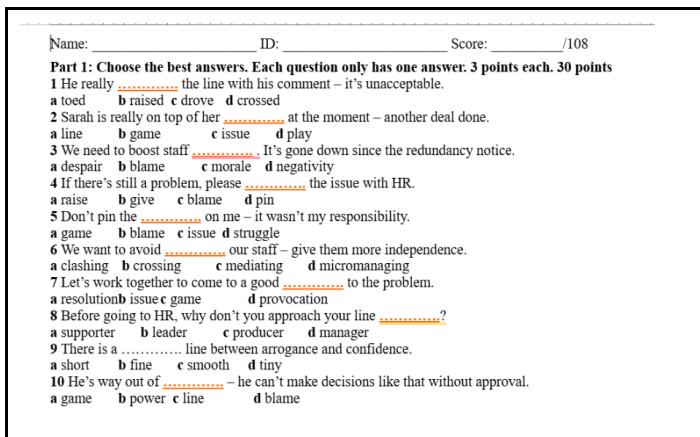 Name: ________________________ ID: ________________________ Score: ___________/108
Part 1: Choose the best answers. Each question only has one answer. 3 points each. 30 points
1 He really …………. the line with his comment – it's unacceptable.
a toed b raised c drove d crossed
2 Sarah is really on top of her …………. at the moment – another deal done.
a line b game c issue d play
3 We need to boost staff …………. . It's gone down since the redundancy notice.
a despair b blame c morale d negativity
4 If there's still a problem, please …………. the issue with HR.
a raise b give c blame d pin
5 Don't pin the …………. on me – it wasn't my responsibility.
a game b blame c issue d struggle
6 We want to avoid …………. our staff – give them more independence.
a clashing b crossing c mediating d micromanaging
7 Let's work together to come to a good …………. to the problem.
a resolutionb issue c game d provocation
8 Before going to HR, why don't you approach your line ………….?
a supporter b leader c producer d manager
9 There is a …………. line between arrogance and confidence.
a short b fine c smooth d tiny
10 He's way out of …………. – he can't make decisions like that without approval.
a game b power c line d blame